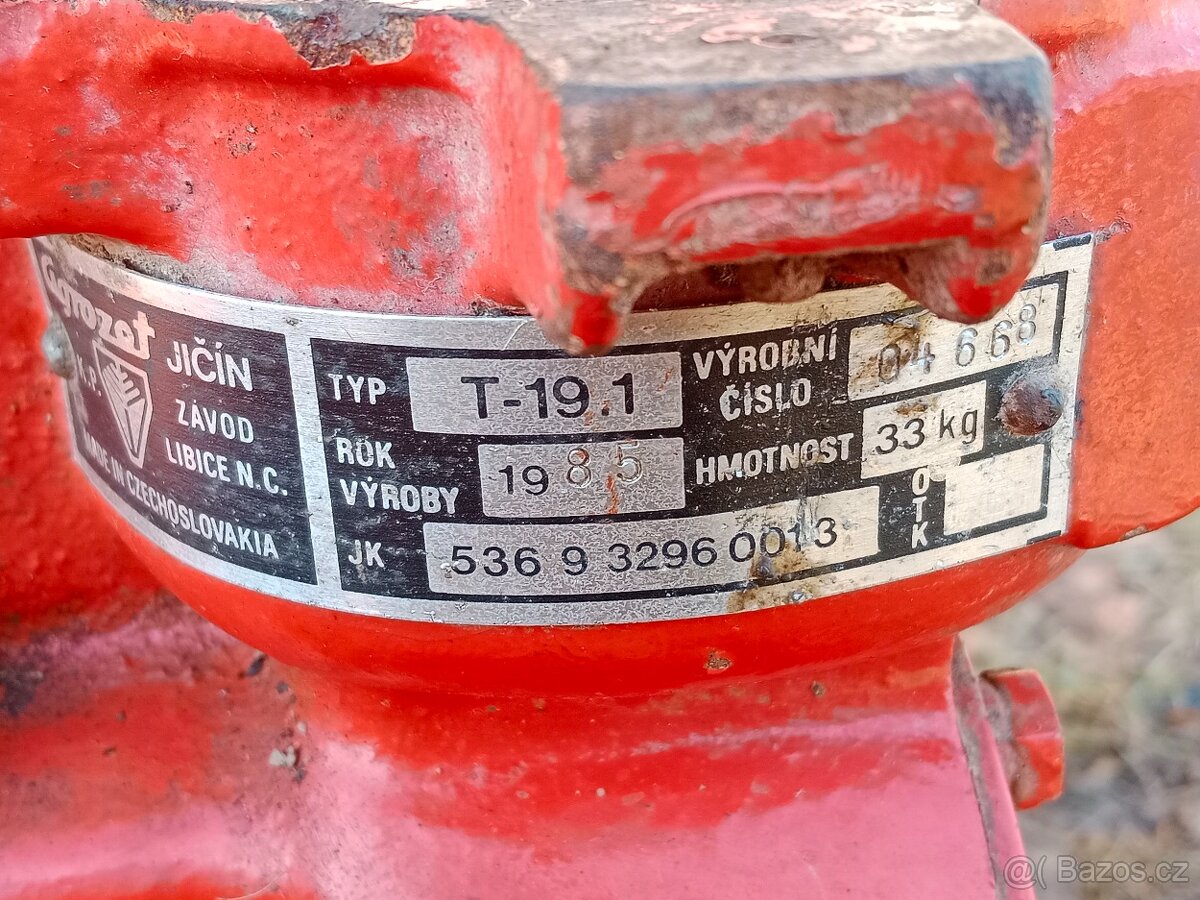 Agrozet
K.P.
JIČÍN
ZÁVOD
LIBICE N.C.
MADE IN CZECHOSLOVAKIA
TYP T-19.1
ROK
VÝROBY 1985
JK 536 9 3296 0013
VÝROBNÍ
ČÍSLO 04668
HMOTNOST 33 kg
OTK
@( Bazos.cz